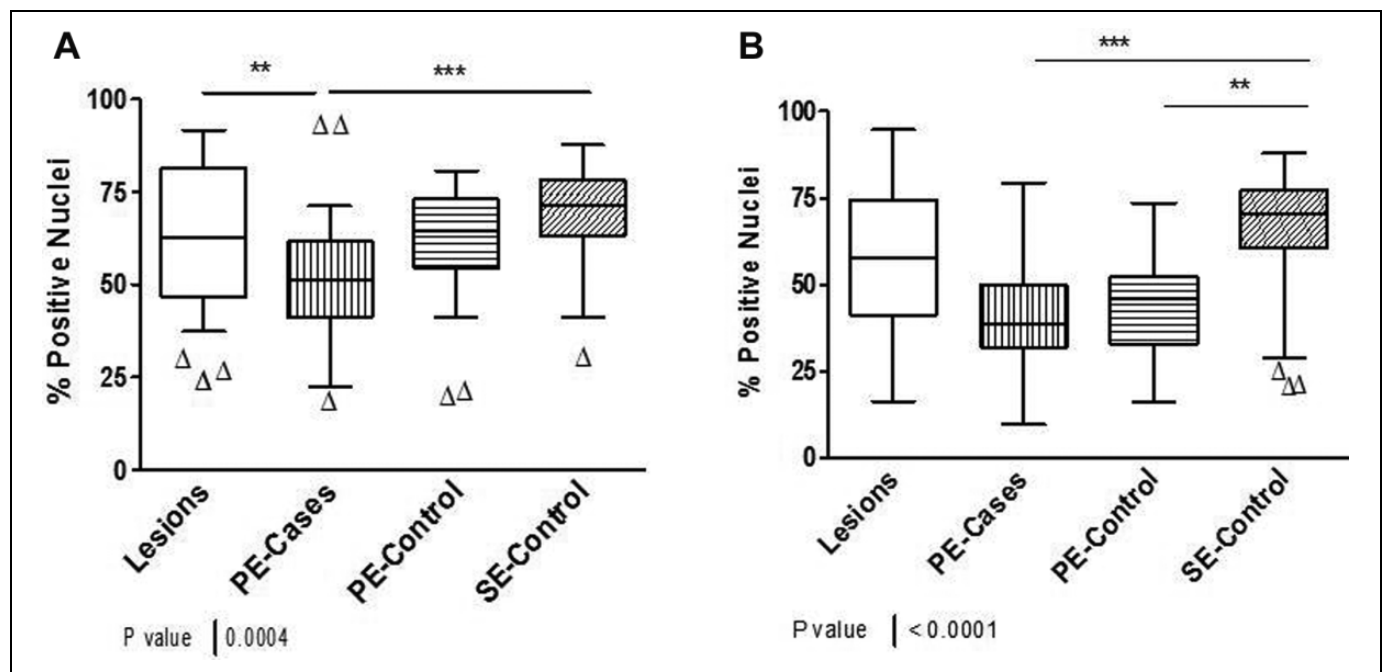 A
** ***
100
75
50
25
0
% Positive Nuclei
Lesions
PE-Cases
PE-Control
SE-Control
P value 0.0004
B
***
**
100
75
50
25
0
% Positive Nuclei
Lesions
PE-Cases
PE-Control
SE-Control
P value <0.0001